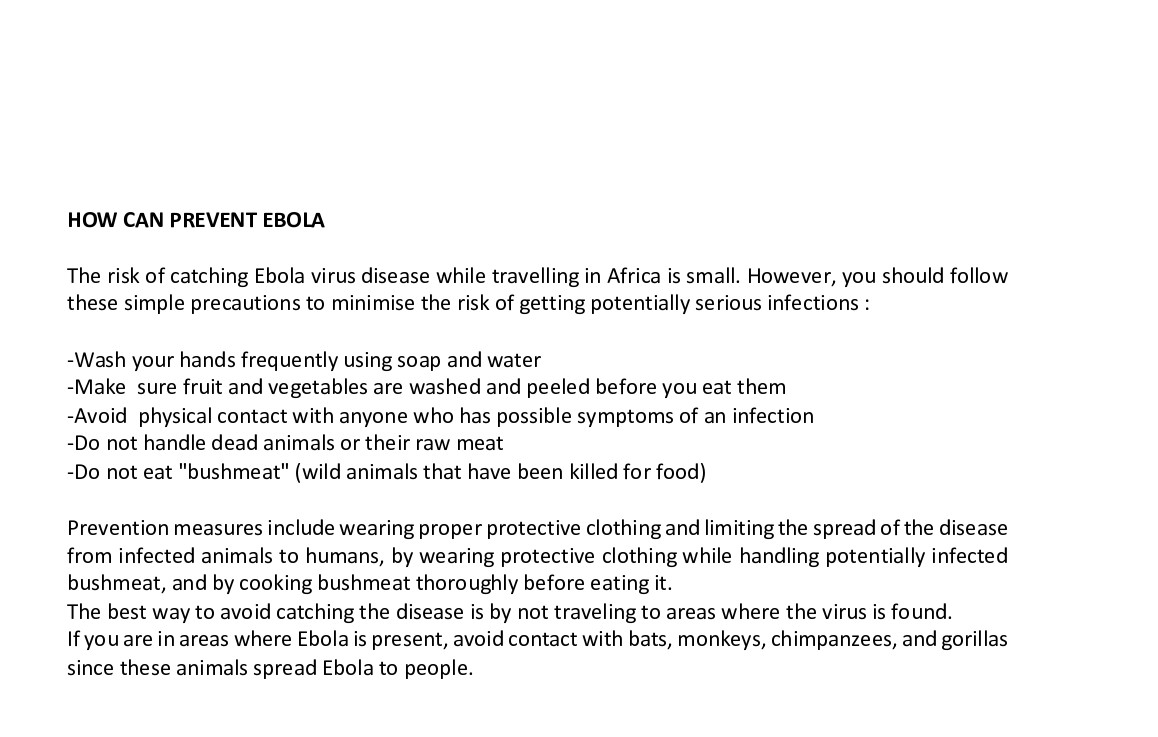 HOW CAN PREVENT EBOLA
The risk of catching Ebola virus disease while travelling in Africa is small. However, you should follow
these simple precautions to minimise the risk of getting potentially serious infections :
-Wash your hands frequently using soap and water
-Make  sure fruit and vegetables are washed and peeled before you eat them
-Avoid  physical contact with anyone who has possible symptoms of an infection
-Do not handle dead animals or their raw meat
-Do not eat "bushmeat" (wild animals that have been killed for food)
Prevention measures include wearing proper protective clothing and limiting the spread of the disease
from infected animals to humans, by wearing protective clothing while handling potentially infected
bushmeat, and by cooking bushmeat thoroughly before eating it.
The best way to avoid catching the disease is by not traveling to areas where the virus is found.
If you are in areas where Ebola is present, avoid contact with bats, monkeys, chimpanzees, and gorillas
since these animals spread Ebola to people.